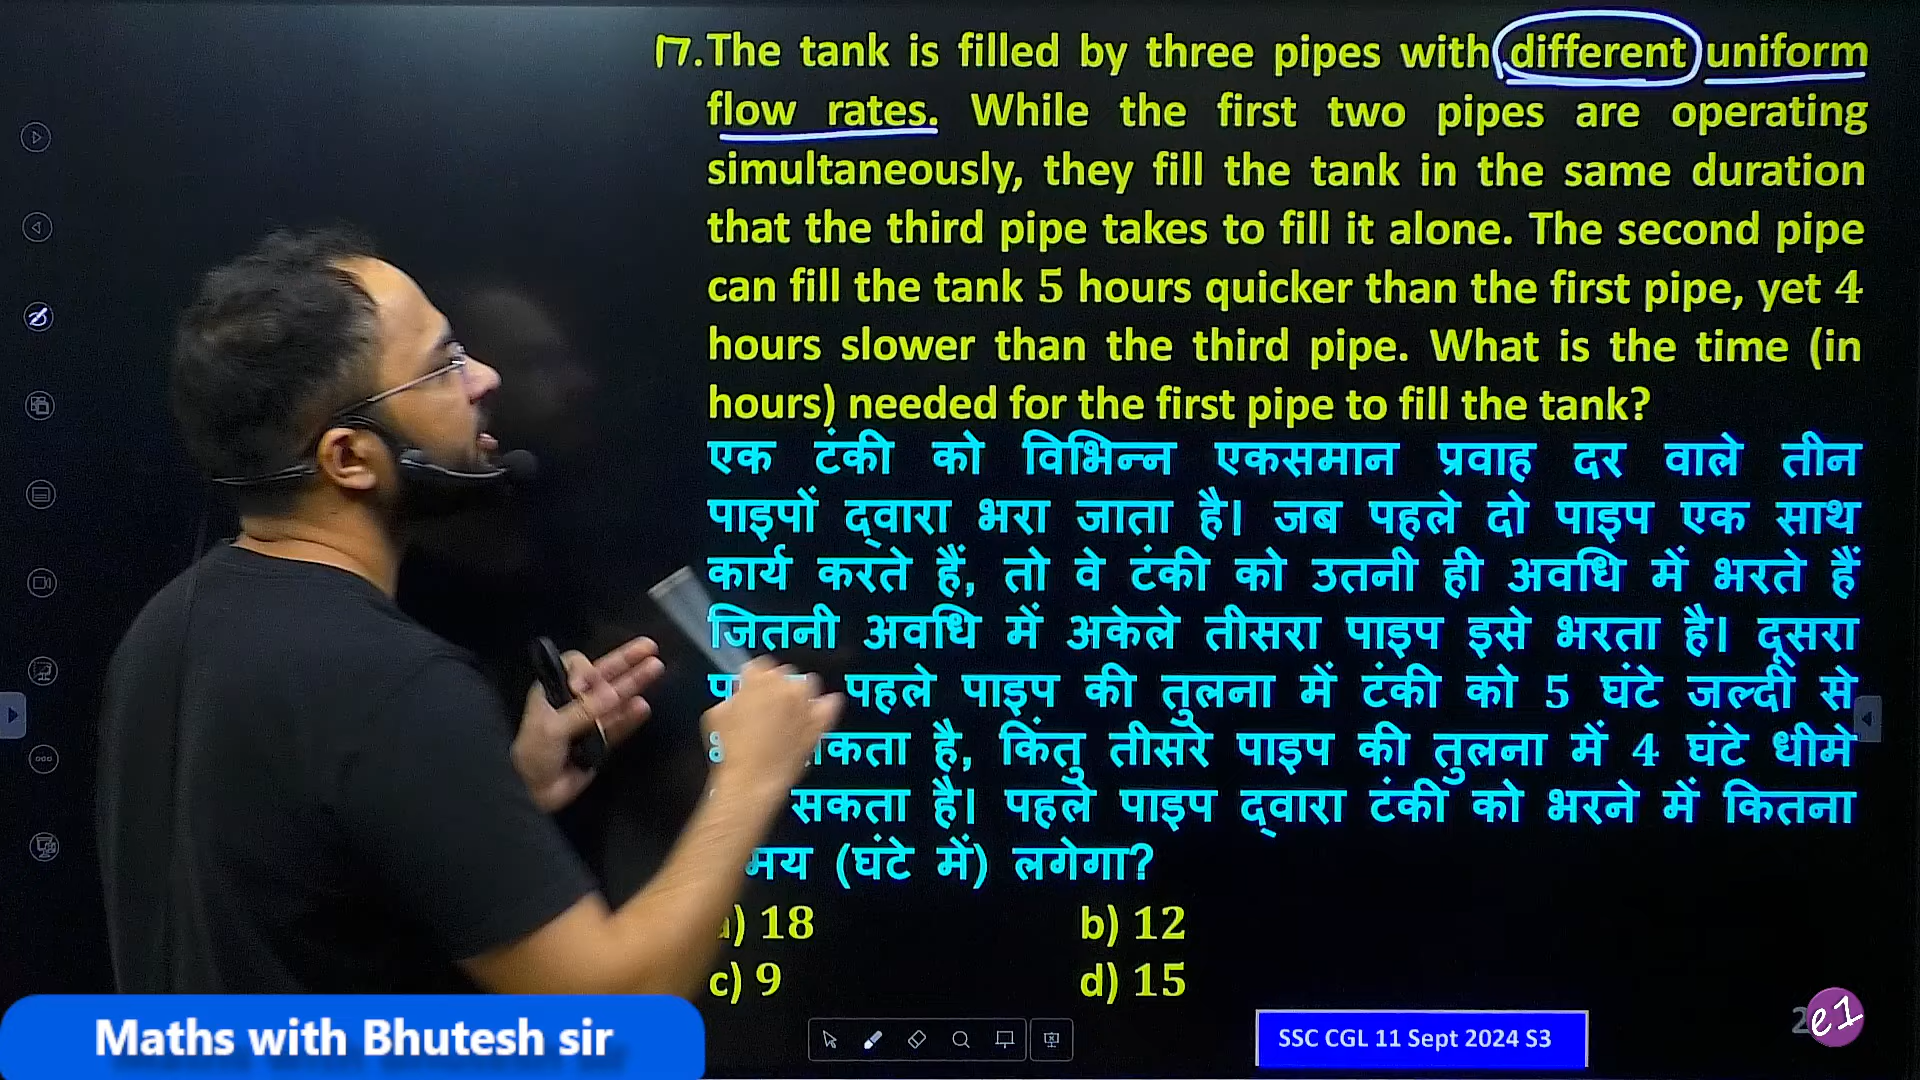 17. The tank is filled by three pipes with different uniform
flow rates. While the first two pipes are operating
simultaneously, they fill the tank in the same duration
that the third pipe takes to fill it alone. The second pipe
can fill the tank 5 hours quicker than the first pipe, yet 4
hours slower than the third pipe. What is the time (in
hours) needed for the first pipe to fill the tank?
एक टंकी को विभिन्न एकसमान प्रवाह दर वाले तीन
पाइपों द्वारा भरा जाता है। जब पहले दो पाइप एक साथ
कार्य करते हैं, तो वे टंकी को उतनी ही अवधि में भरते हैं
जितनी अवधि में अकेले तीसरा पाइप इसे भरता है। दूसरा
पहले पाइप की तुलना में टंकी को 5 घंटे जल्दी से
है, किंतु तीसरे पाइप की तुलना में 4 घंटे धीमे
सकता है। पहले पाइप द्वारा टंकी को भरने में कितना
(घंटे में) लगेगा?
a) 18 b) 12
c) 9 d) 15
Maths with Bhutesh sir
SSC CGL 11 Sept 2024 S3
e1